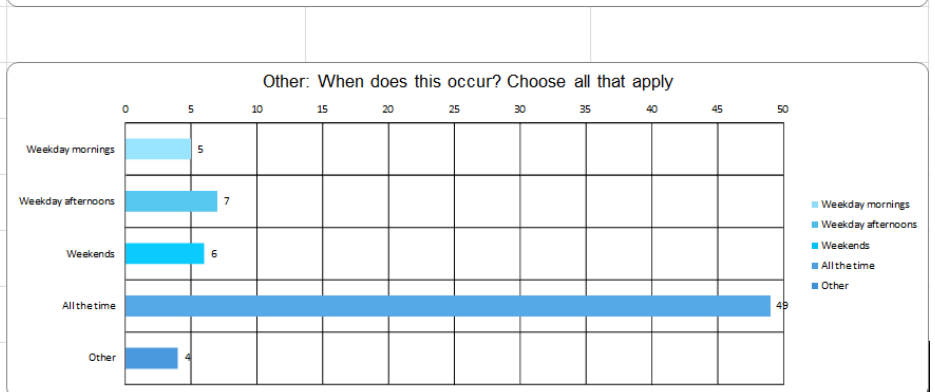 Other: When does this occur? Choose all that apply
0 5 10 15 20 25 30 35 40 45 50
Weekday mornings 5
Weekday afternoons 7
Weekends 6
All the time 49
Other 4
Weekday mornings
Weekday afternoons
Weekends
All the time
Other